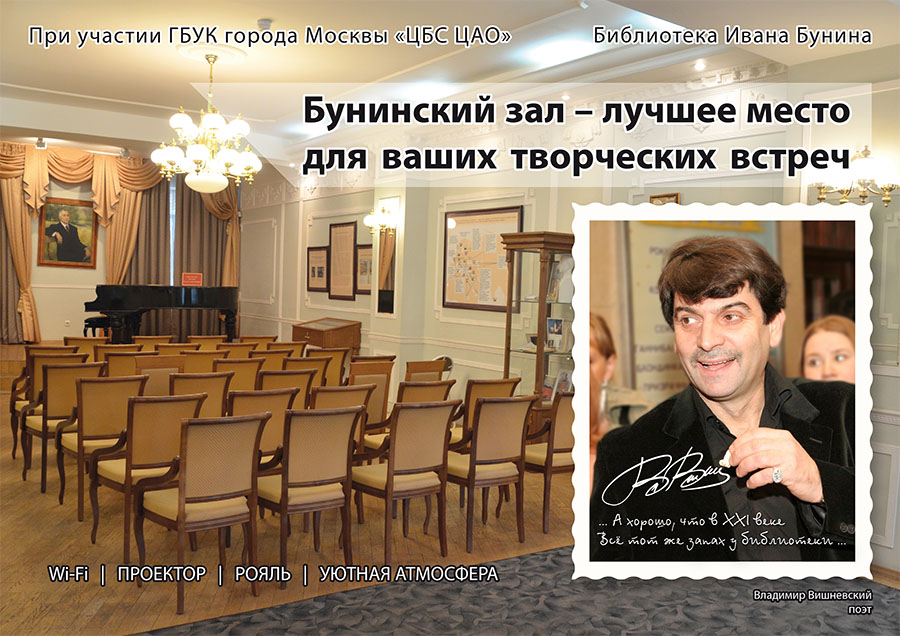 При участии ГБУК города Москвы «ЦБС ЦАО»
Библиотека Ивана Бунина
Бунинский зал – лучшее место
для ваших творческих встреч
... А хорошо, что в XXI веке
Всё тот же запах у библиотеки ...
Wi-Fi | ПРОЕКТОР | РОЯЛЬ | УЮТНАЯ АТМОСФЕРА
Владимир Вишневский
поэт